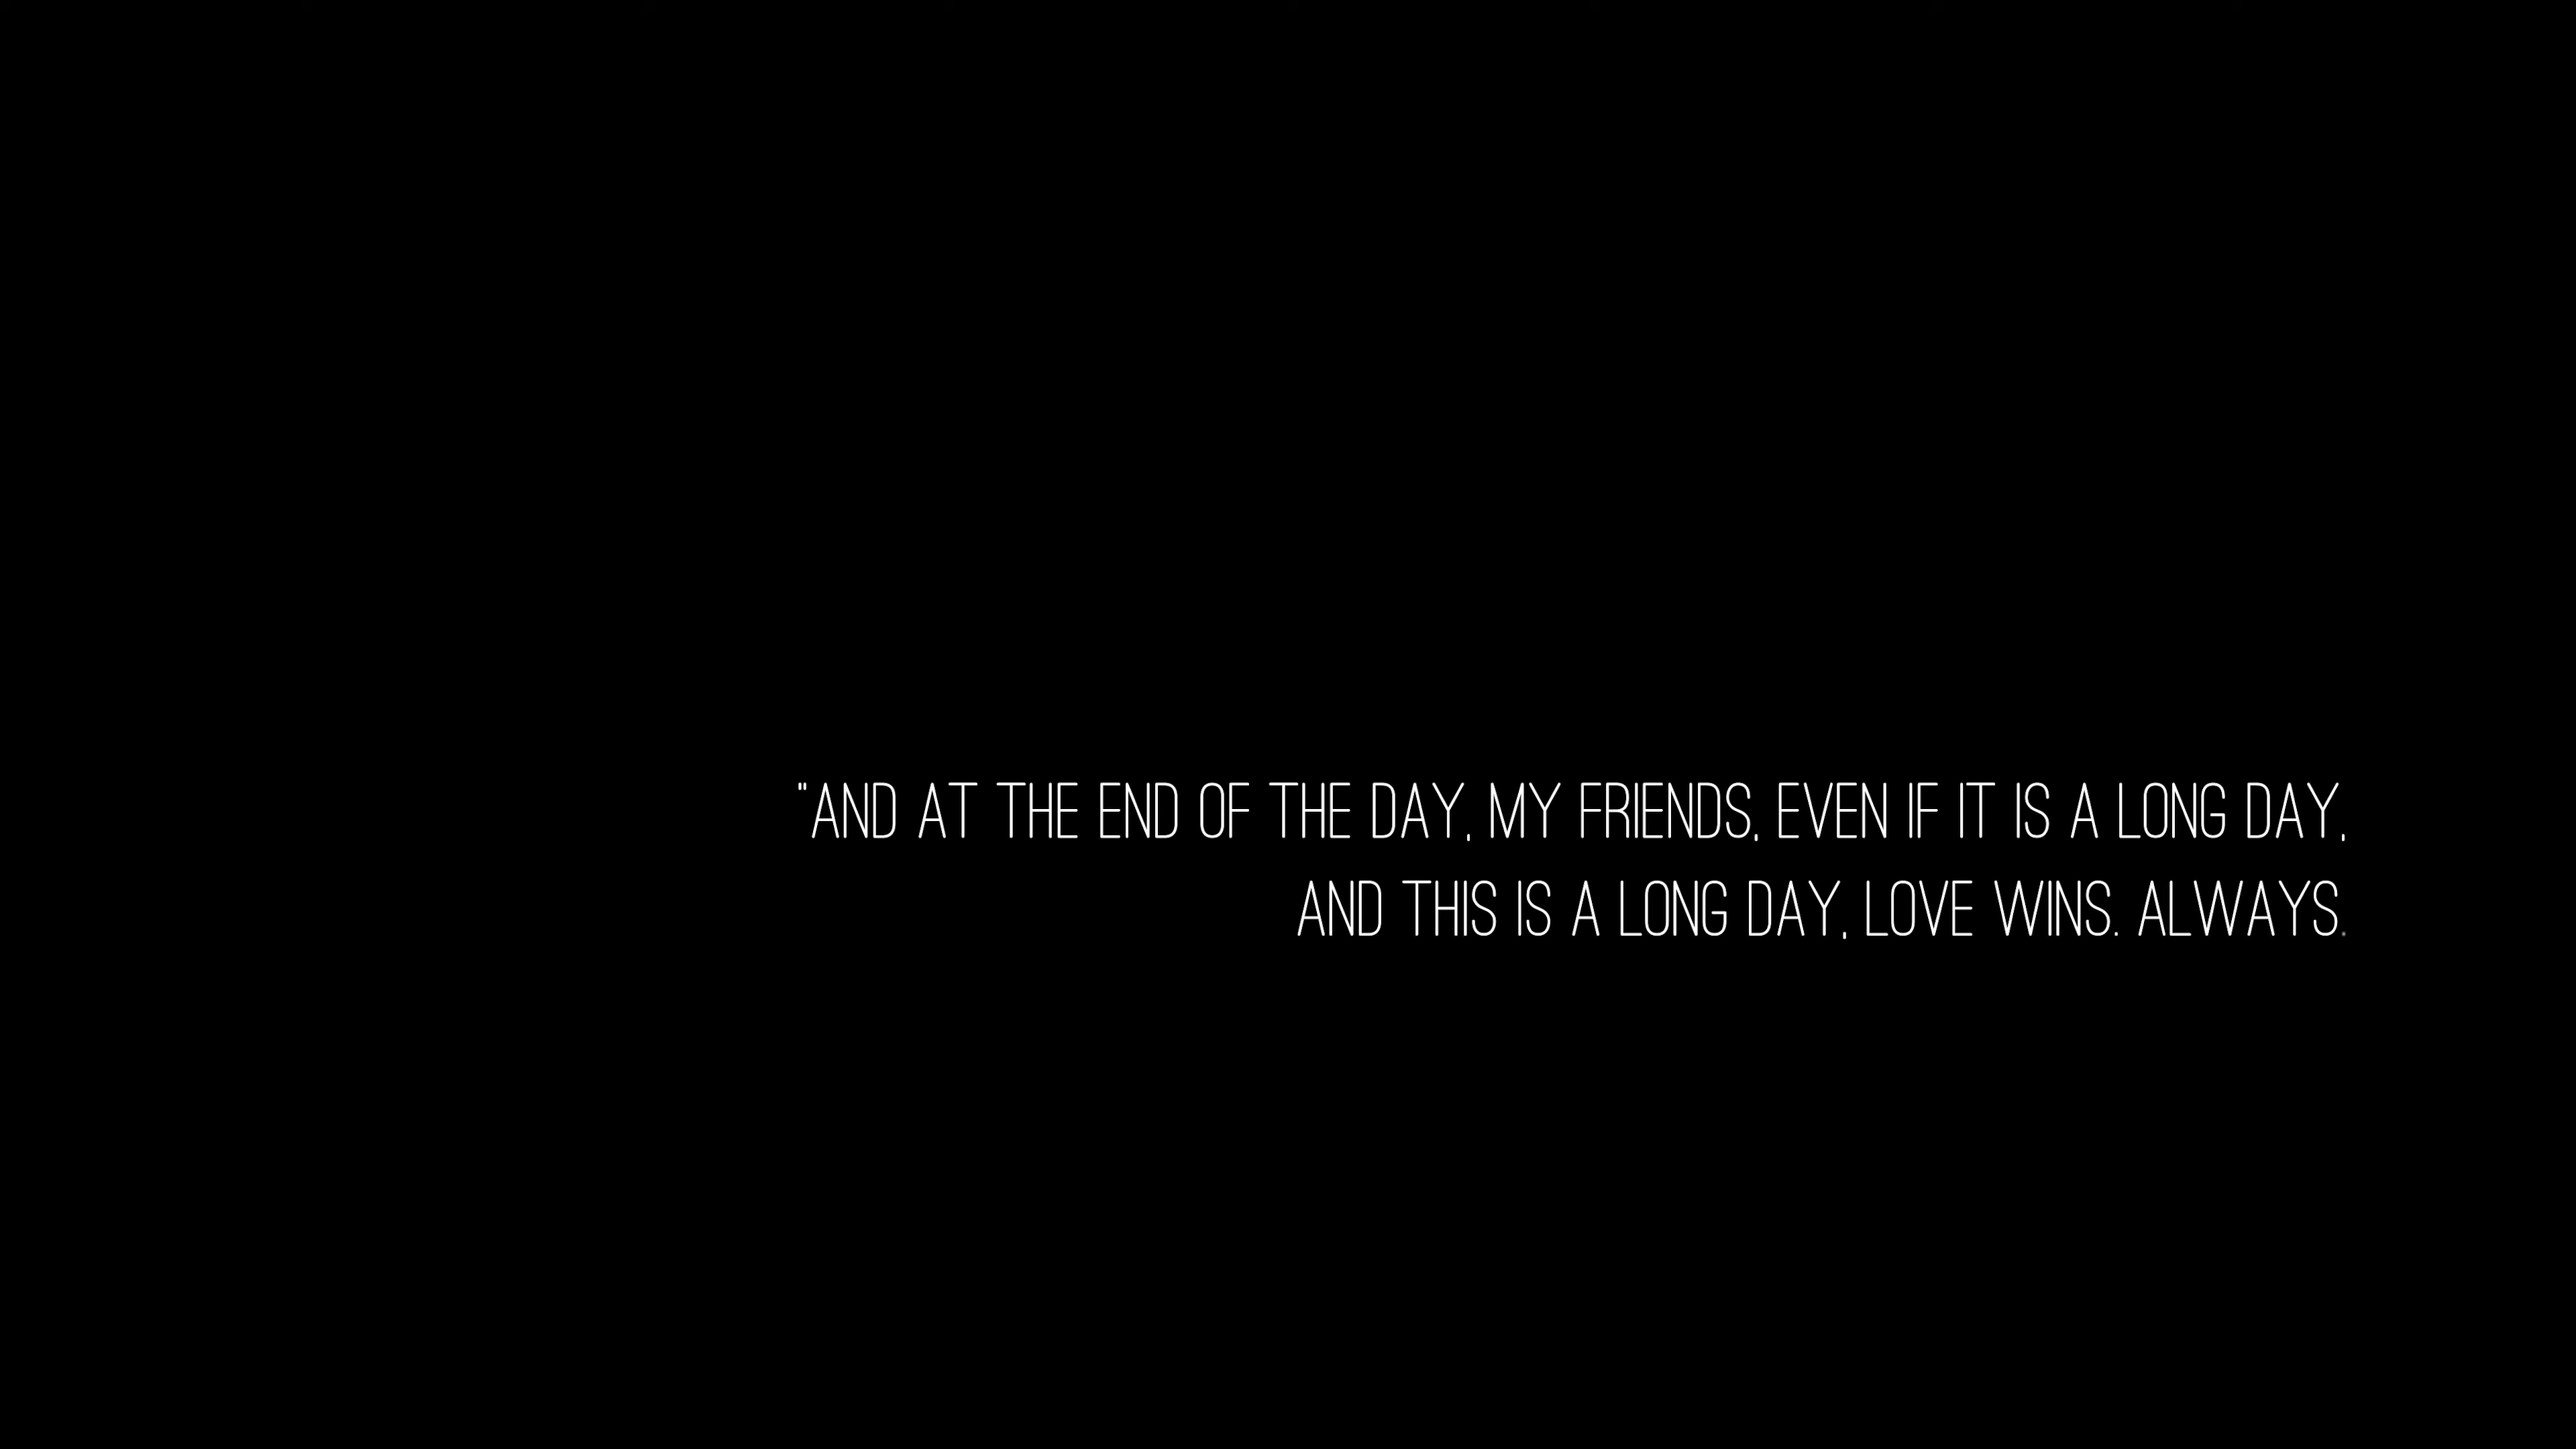 "AND AT THE END OF THE DAY, MY FRIENDS, EVEN IF IT IS A LONG DAY,
AND THIS IS A LONG DAY, LOVE WINS. ALWAYS.